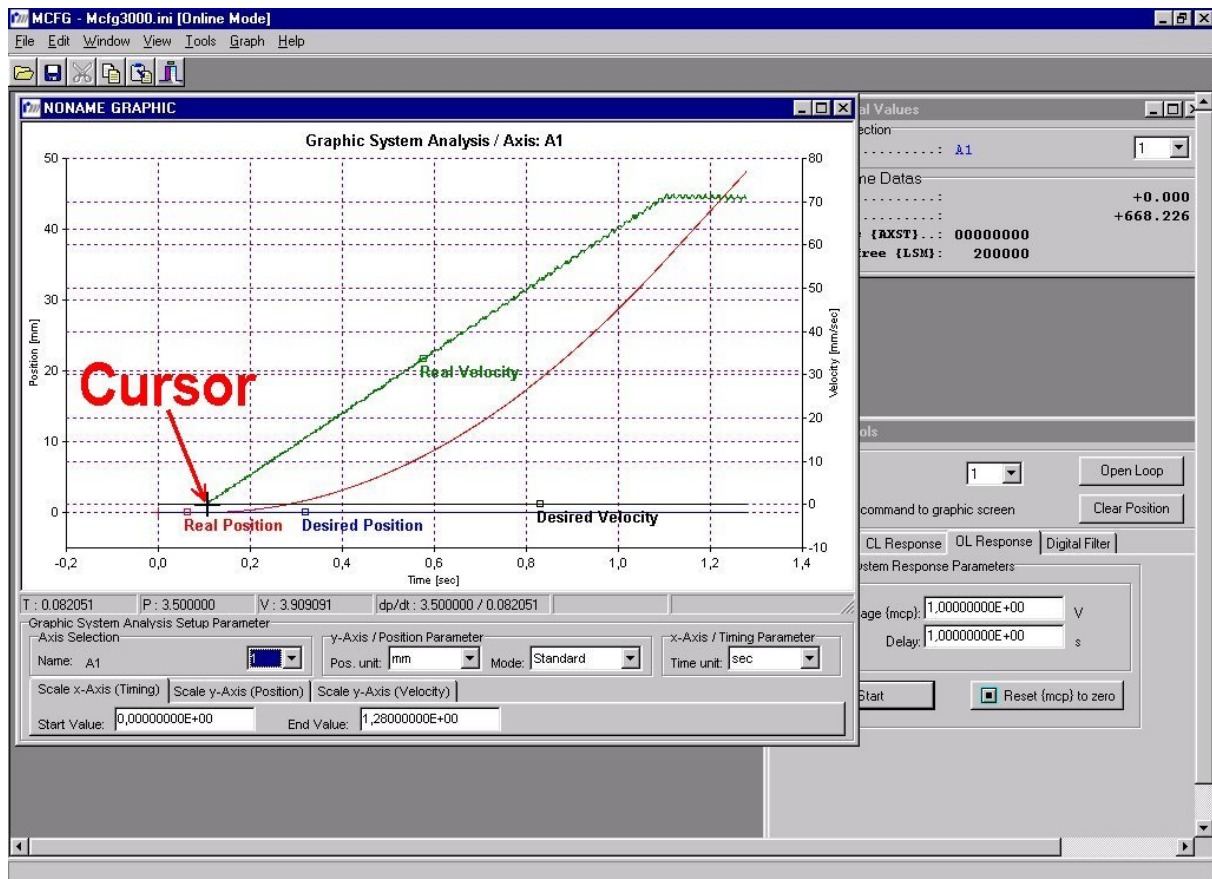 MCFG - Mcfg3000.ini [Online Mode]
File Edit Window View Tools Graph Help
NONAME GRAPHIC
Graphic System Analysis / Axis: A1
50
40
30
20
10
0
Position [mm]
80
70
60
50
40
30
20
10
0
-10
Velocity [mm/sec]
Cursor
Real Velocity
Real Position
Desired Position
Desired Velocity
-0,2 0,0 0,2 0,4 0,6 0,8 1,0 1,2 1,4
Time [sec]
T : 0.082051 P : 3.500000 V : 3.909091 dp/dt : 3.500000 / 0.082051
Graphic System Analysis Setup Parameter
Axis Selection
Name: A1 1
y-Axis / Position Parameter
Pos. unit: mm Mode: Standard
x-Axis / Timing Parameter
Time unit: sec
Scale x-Axis (Timing) Scale y-Axis (Position) Scale y-Axis (Velocity)
Start Value: 0,00000000E+00 End Value: 1,28000000E+00
al Values
ection
.........: A1 1
me Datas
.........: +0.000
.........: +668.226
{AXST}..: 00000000
ree {LSM}: 200000
ols
1 Open Loop
command to graphic screen Clear Position
CL Response OL Response Digital Filter
ystem Response Parameters
age {mcp}: 1,00000000E+00 V
Delay: 1,00000000E+00 s
Start Reset {mcp} to zero